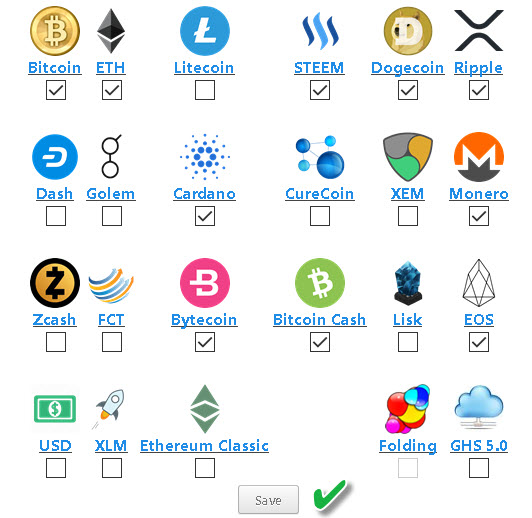 Bitcoin ETH Litecoin STEEM Dogecoin Ripple
Dash Golem Cardano CureCoin XEM Monero
Zcash FCT Bytecoin Bitcoin Cash Lisk EOS
USD XLM Ethereum Classic Folding GHS 5.0
Save